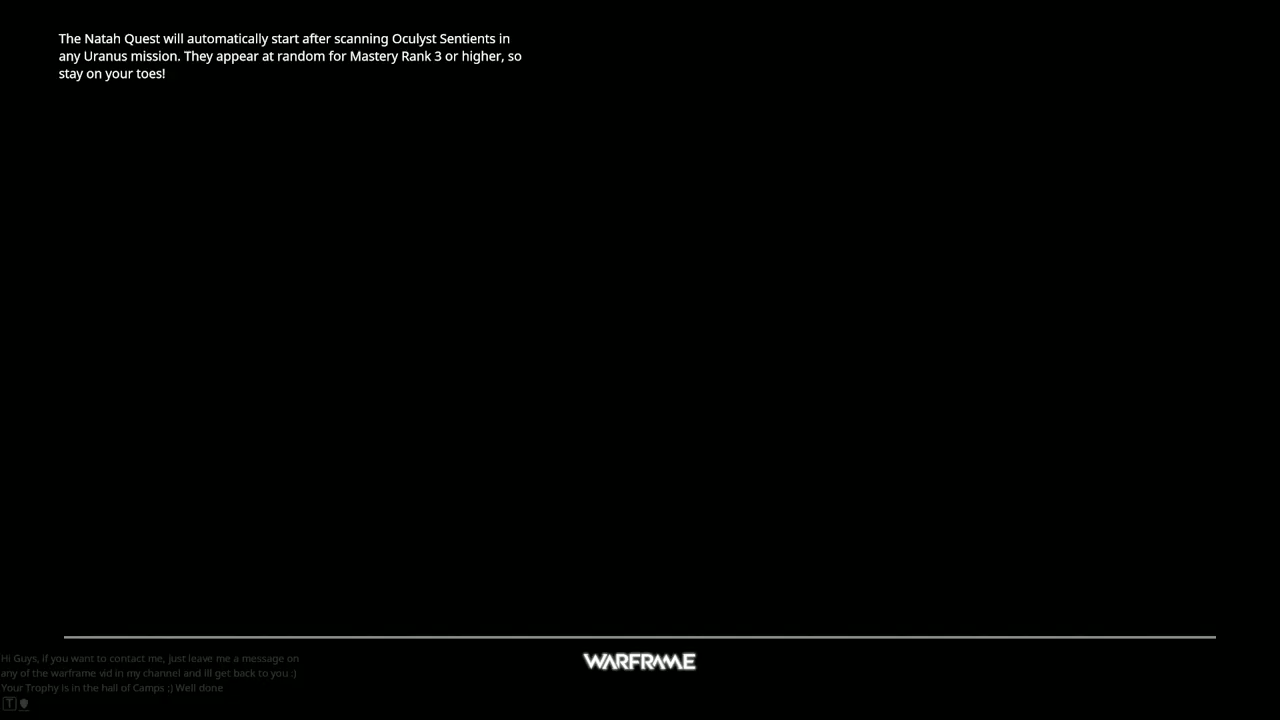 The Natah Quest will automatically start after scanning Oculyst Sentients in
any Uranus mission. They appear at random for Mastery Rank 3 or higher, so
stay on your toes!
WARFRAME
Hi Guys, if you want to contact me, just leave me a message on
any of the warframe vid in my channel and ill get back to you :)
Your Trophy is in the hall of Camps ;) Well done
T